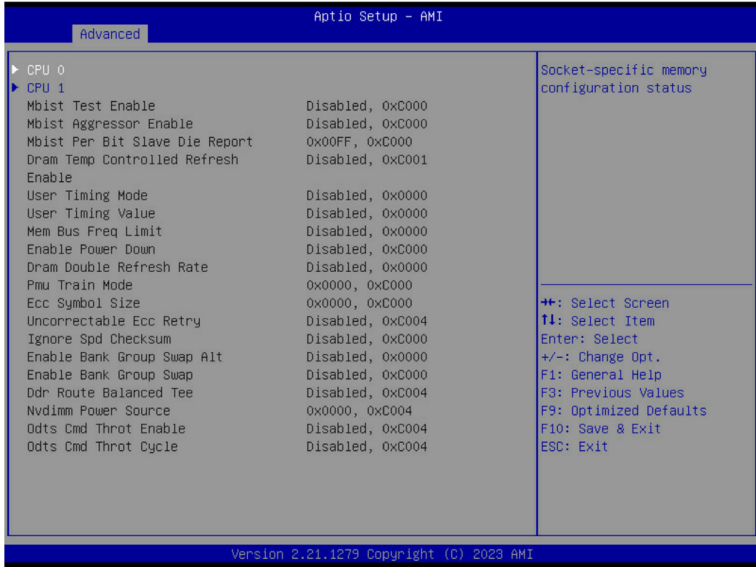 Aptio Setup - AMI
Advanced
CPU 0
CPU 1
Mbist Test Enable Disabled, 0xC000
Mbist Aggressor Enable Disabled, 0xC000
Mbist Per Bit Slave Die Report 0x00FF, 0xC000
Dram Temp Controlled Refresh Disabled, 0xC001
Enable
User Timing Mode Disabled, 0x0000
User Timing Value Disabled, 0x0000
Mem Bus Freq Limit Disabled, 0x0000
Enable Power Down Disabled, 0xC000
Dram Double Refresh Rate Disabled, 0x0000
Pmu Train Mode 0x0000, 0xC000
Ecc Symbol Size 0x0000, 0xC000
Uncorrectable Ecc Retry Disabled, 0xC004
Ignore Spd Checksum Disabled, 0xC000
Enable Bank Group Swap Alt Disabled, 0x0000
Enable Bank Group Swap Disabled, 0xC000
Ddr Route Balanced Tee Disabled, 0xC004
Nvdimm Power Source 0x0000, 0xC004
Odts Cmd Throt Enable Disabled, 0xC004
Odts Cmd Throt Cycle Disabled, 0xC004
Socket-specific memory
configuration status
→←: Select Screen
↑↓: Select Item
Enter: Select
+/-: Change Opt.
F1: General Help
F3: Previous Values
F9: Optimized Defaults
F10: Save & Exit
ESC: Exit
Version 2.21.1279 Copyright (C) 2023 AMI